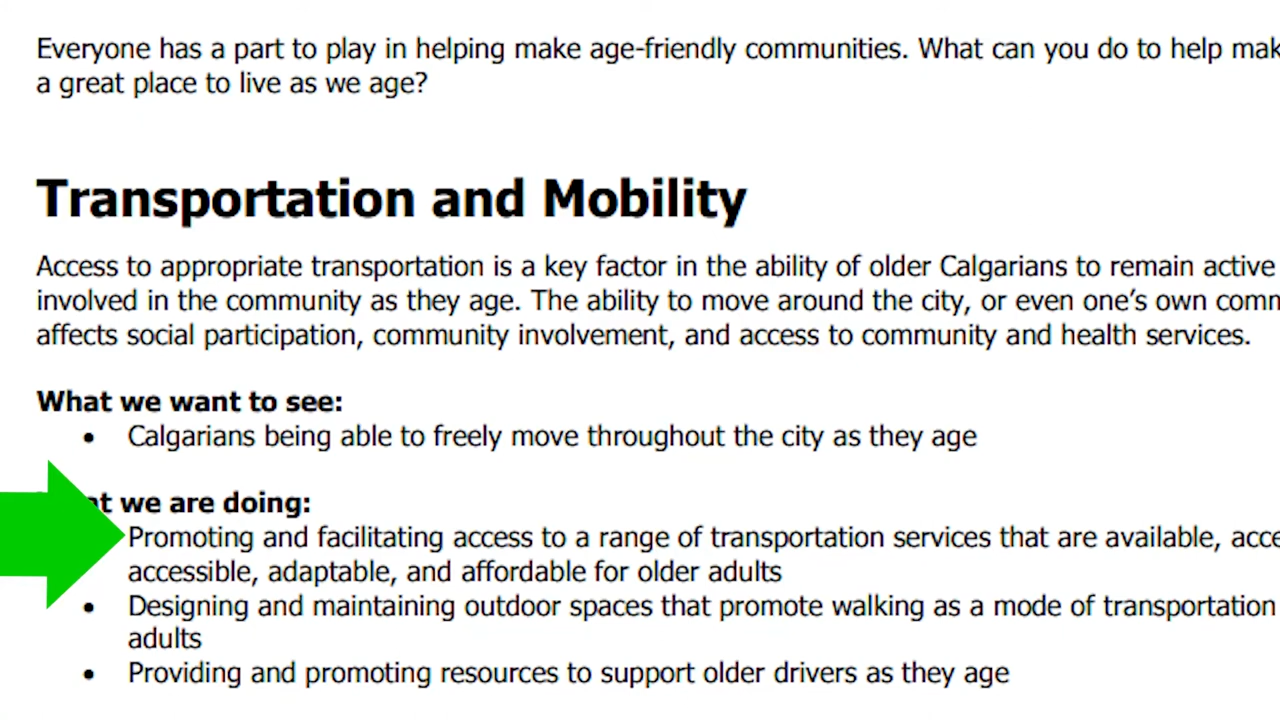 Everyone has a part to play in helping make age-friendly communities. What can you do to help mak
a great place to live as we age?
Transportation and Mobility
Access to appropriate transportation is a key factor in the ability of older Calgarians to remain active
involved in the community as they age. The ability to move around the city, or even one’s own comm
affects social participation, community involvement, and access to community and health services.
What we want to see:
• Calgarians being able to freely move throughout the city as they age
we are doing:
Promoting and facilitating access to a range of transportation services that are available, acce
accessible, adaptable, and affordable for older adults
• Designing and maintaining outdoor spaces that promote walking as a mode of transportation
adults
• Providing and promoting resources to support older drivers as they age